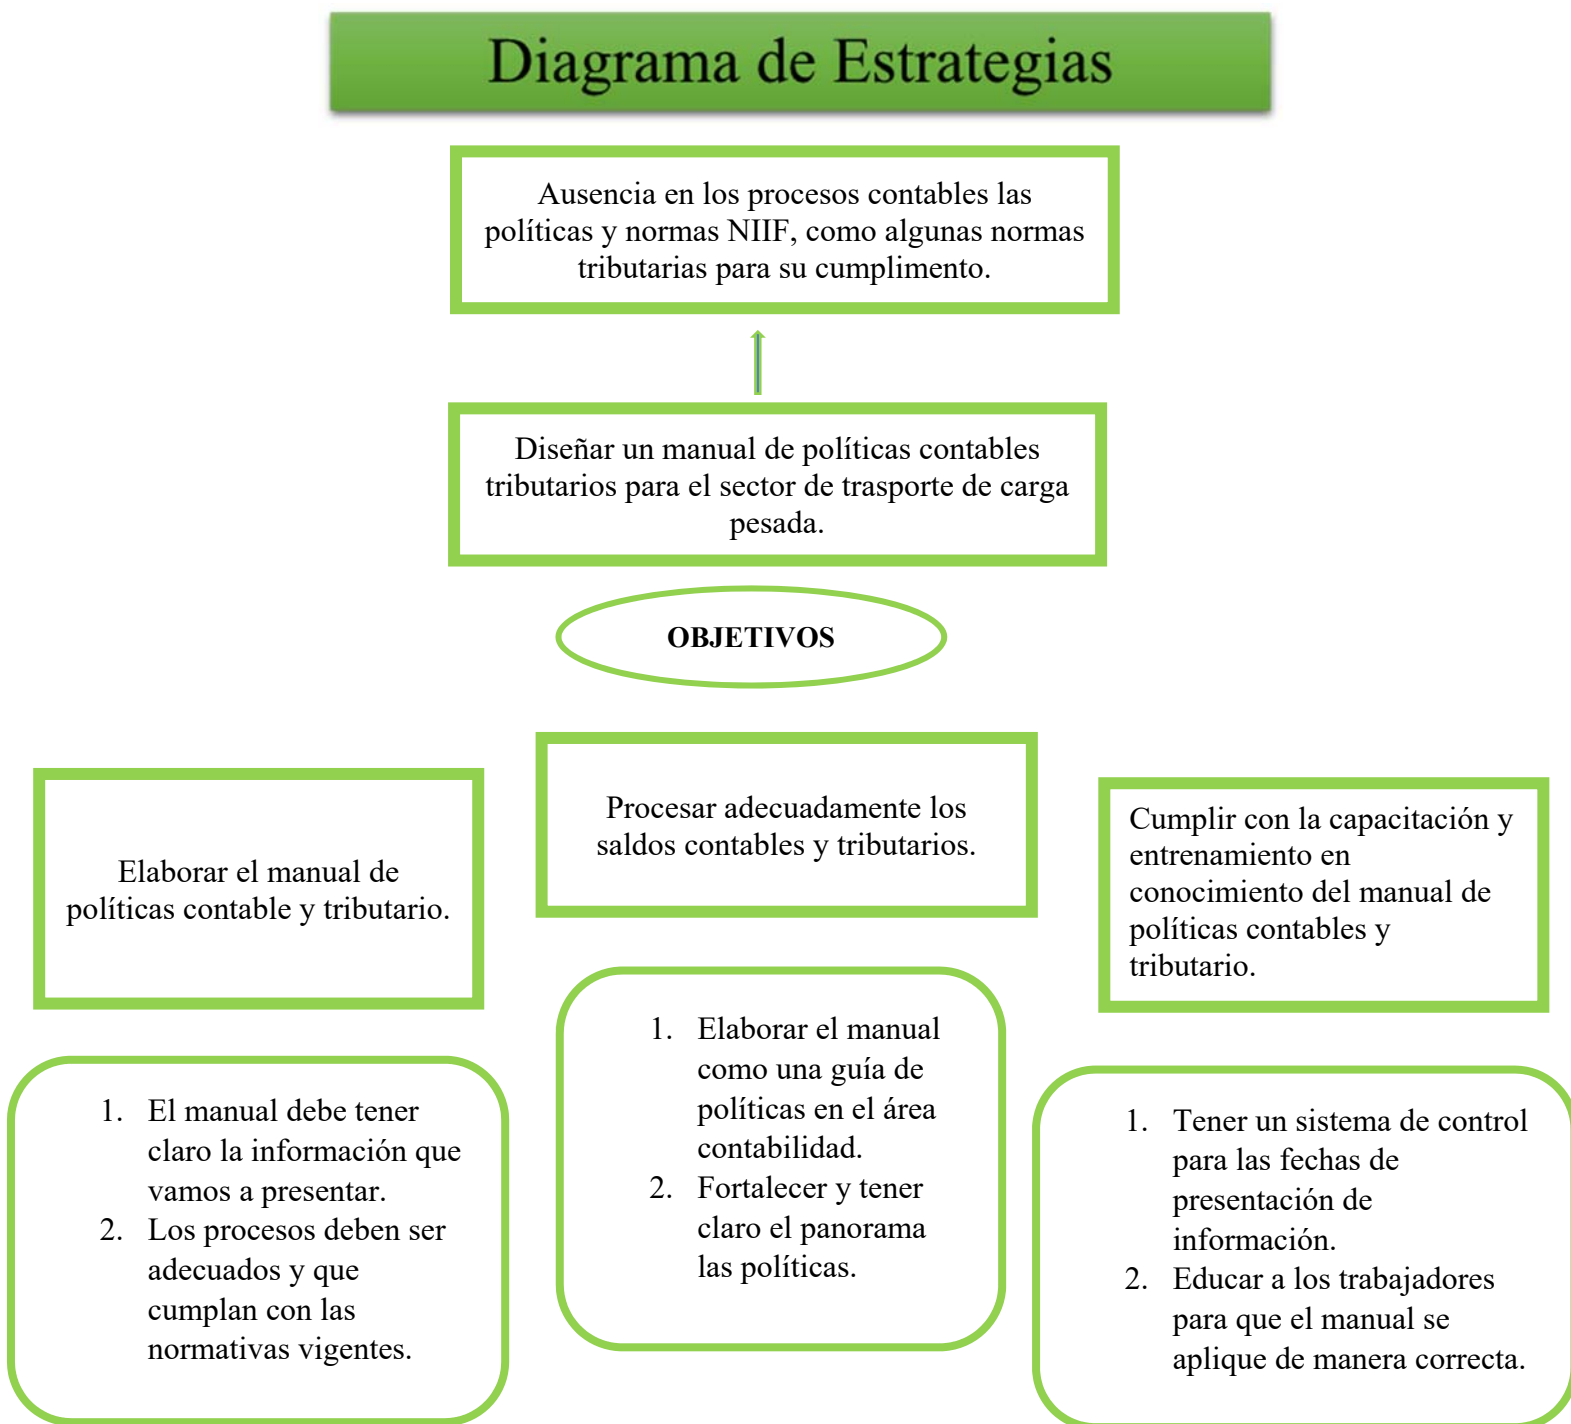 Diagrama de Estrategias
Ausencia en los procesos contables las
políticas y normas NIIF, como algunas normas
tributarias para su cumplimento.
Diseñar un manual de políticas contables
tributarios para el sector de trasporte de carga
pesada.
OBJETIVOS
Elaborar el manual de
políticas contable y tributario.
Procesar adecuadamente los
saldos contables y tributarios.
Cumplir con la capacitación y
entrenamiento en
conocimiento del manual de
políticas contables y
tributario.
1. El manual debe tener
claro la información que
vamos a presentar.
2. Los procesos deben ser
adecuados y que
cumplan con las
normativas vigentes.
1. Elaborar el manual
como una guía de
políticas en el área
contabilidad.
2. Fortalecer y tener
claro el panorama
las políticas.
1. Tener un sistema de control
para las fechas de
presentación de
información.
2. Educar a los trabajadores
para que el manual se
aplique de manera correcta.